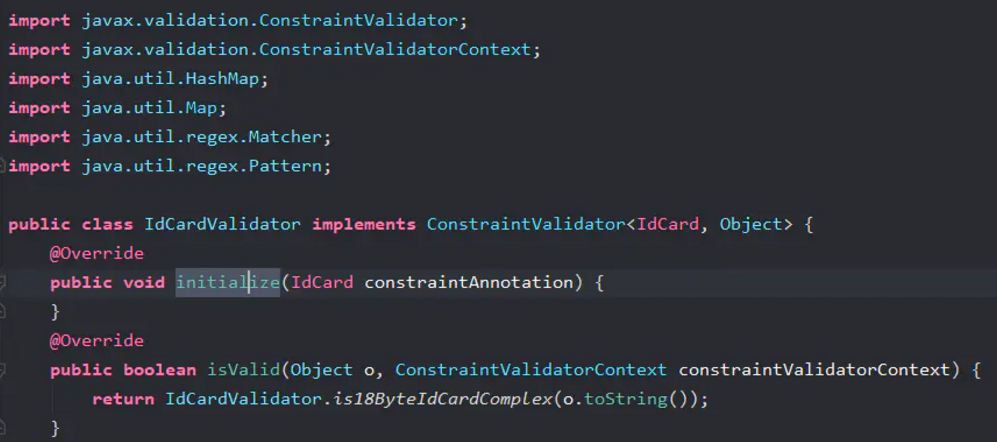 import javax.validation.ConstraintValidator;
import javax.validation.ConstraintValidatorContext;
import java.util.HashMap;
import java.util.Map;
import java.util.regex.Matcher;
import java.util.regex.Pattern;
public class IdCardValidator implements ConstraintValidator<IdCard, Object> {
@Override
public void initialize(IdCard constraintAnnotation) {
}
@Override
public boolean isValid(Object o, ConstraintValidatorContext constraintValidatorContext) {
return IdCardValidator.is18ByteIdCardComplex(o.toString());
}